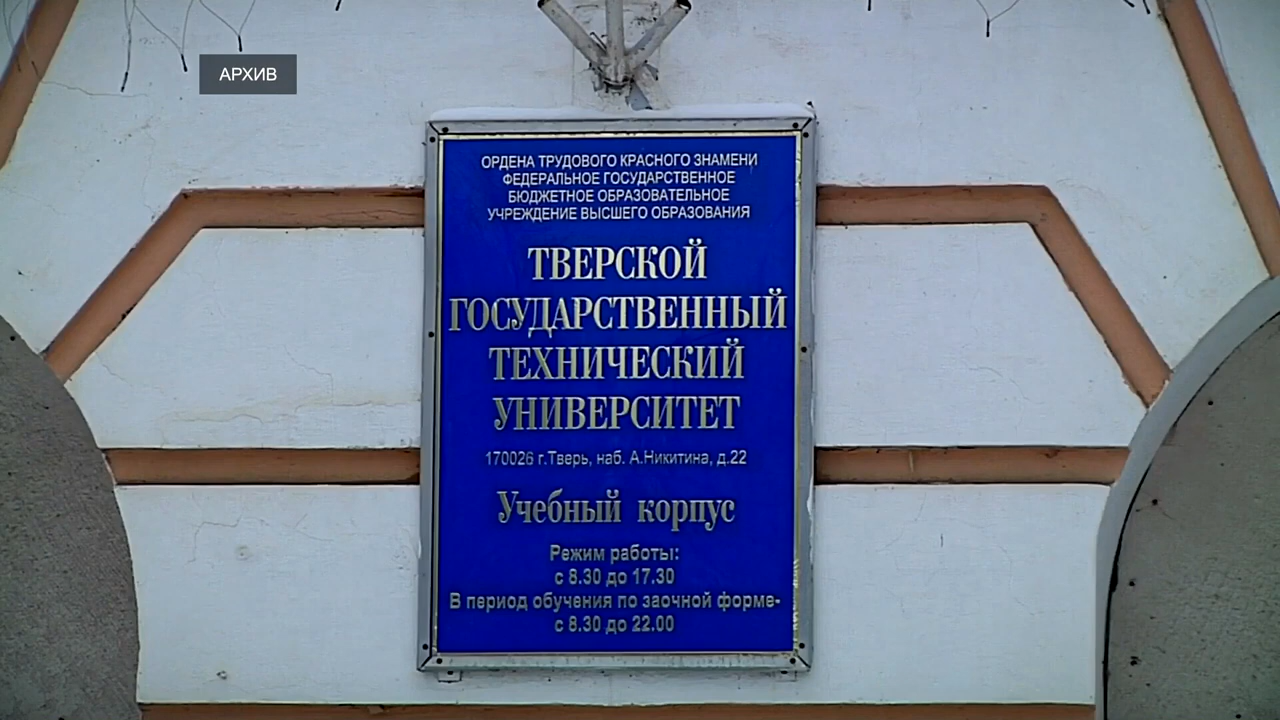 АРХИВ
ОРДЕНА ТРУДОВОГО КРАСНОГО ЗНАМЕНИ
ФЕДЕРАЛЬНОЕ ГОСУДАРСТВЕННОЕ
БЮДЖЕТНОЕ ОБРАЗОВАТЕЛЬНОЕ
УЧРЕЖДЕНИЕ ВЫСШЕГО ОБРАЗОВАНИЯ
ТВЕРСКОЙ
ГОСУДАРСТВЕННЫЙ
ТЕХНИЧЕСКИЙ
УНИВЕРСИТЕТ
170026 г.Тверь, наб. А.Никитина, д.22
Учебный корпус
Режим работы:
с 8.30 до 17.30
В период обучения по заочной форме-
с 8.30 до 22.00